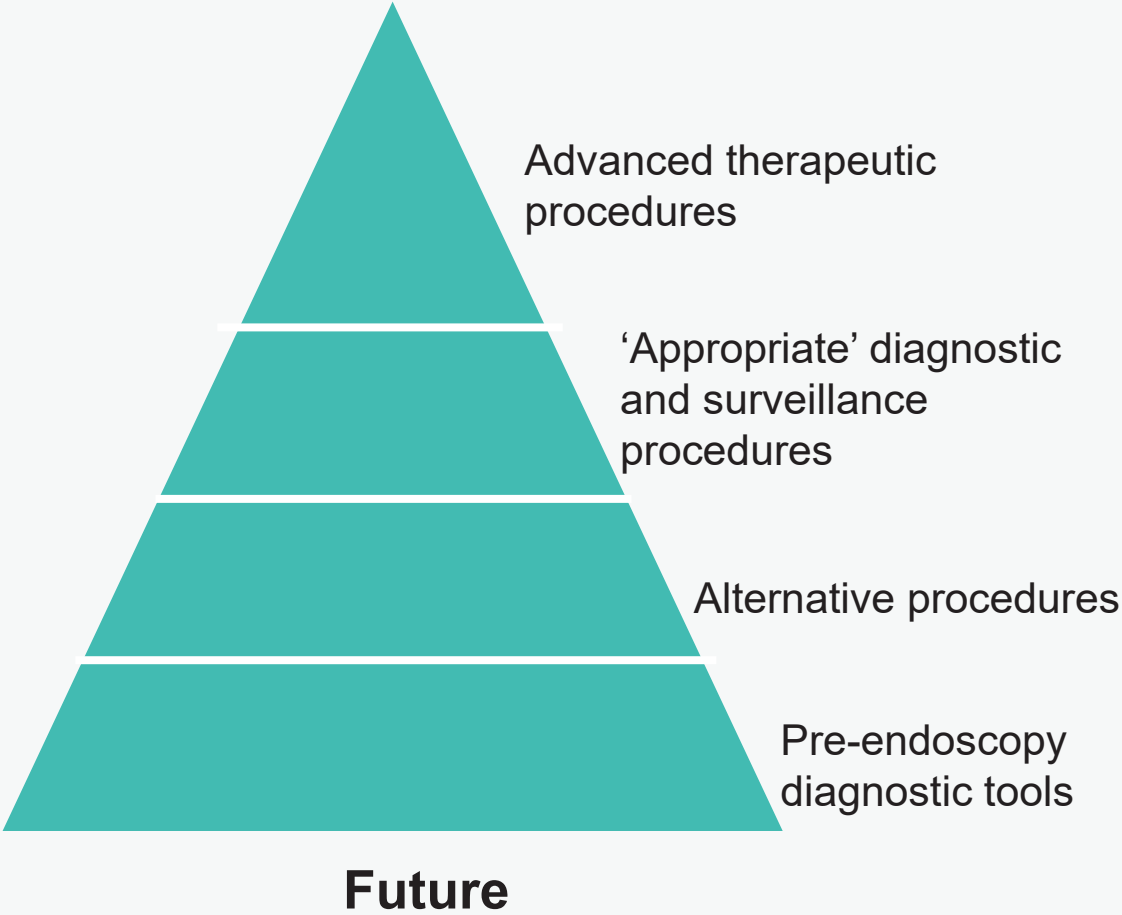 Advanced therapeutic
procedures
‘Appropriate’ diagnostic
and surveillance
procedures
Alternative procedures
Pre-endoscopy
diagnostic tools
Future